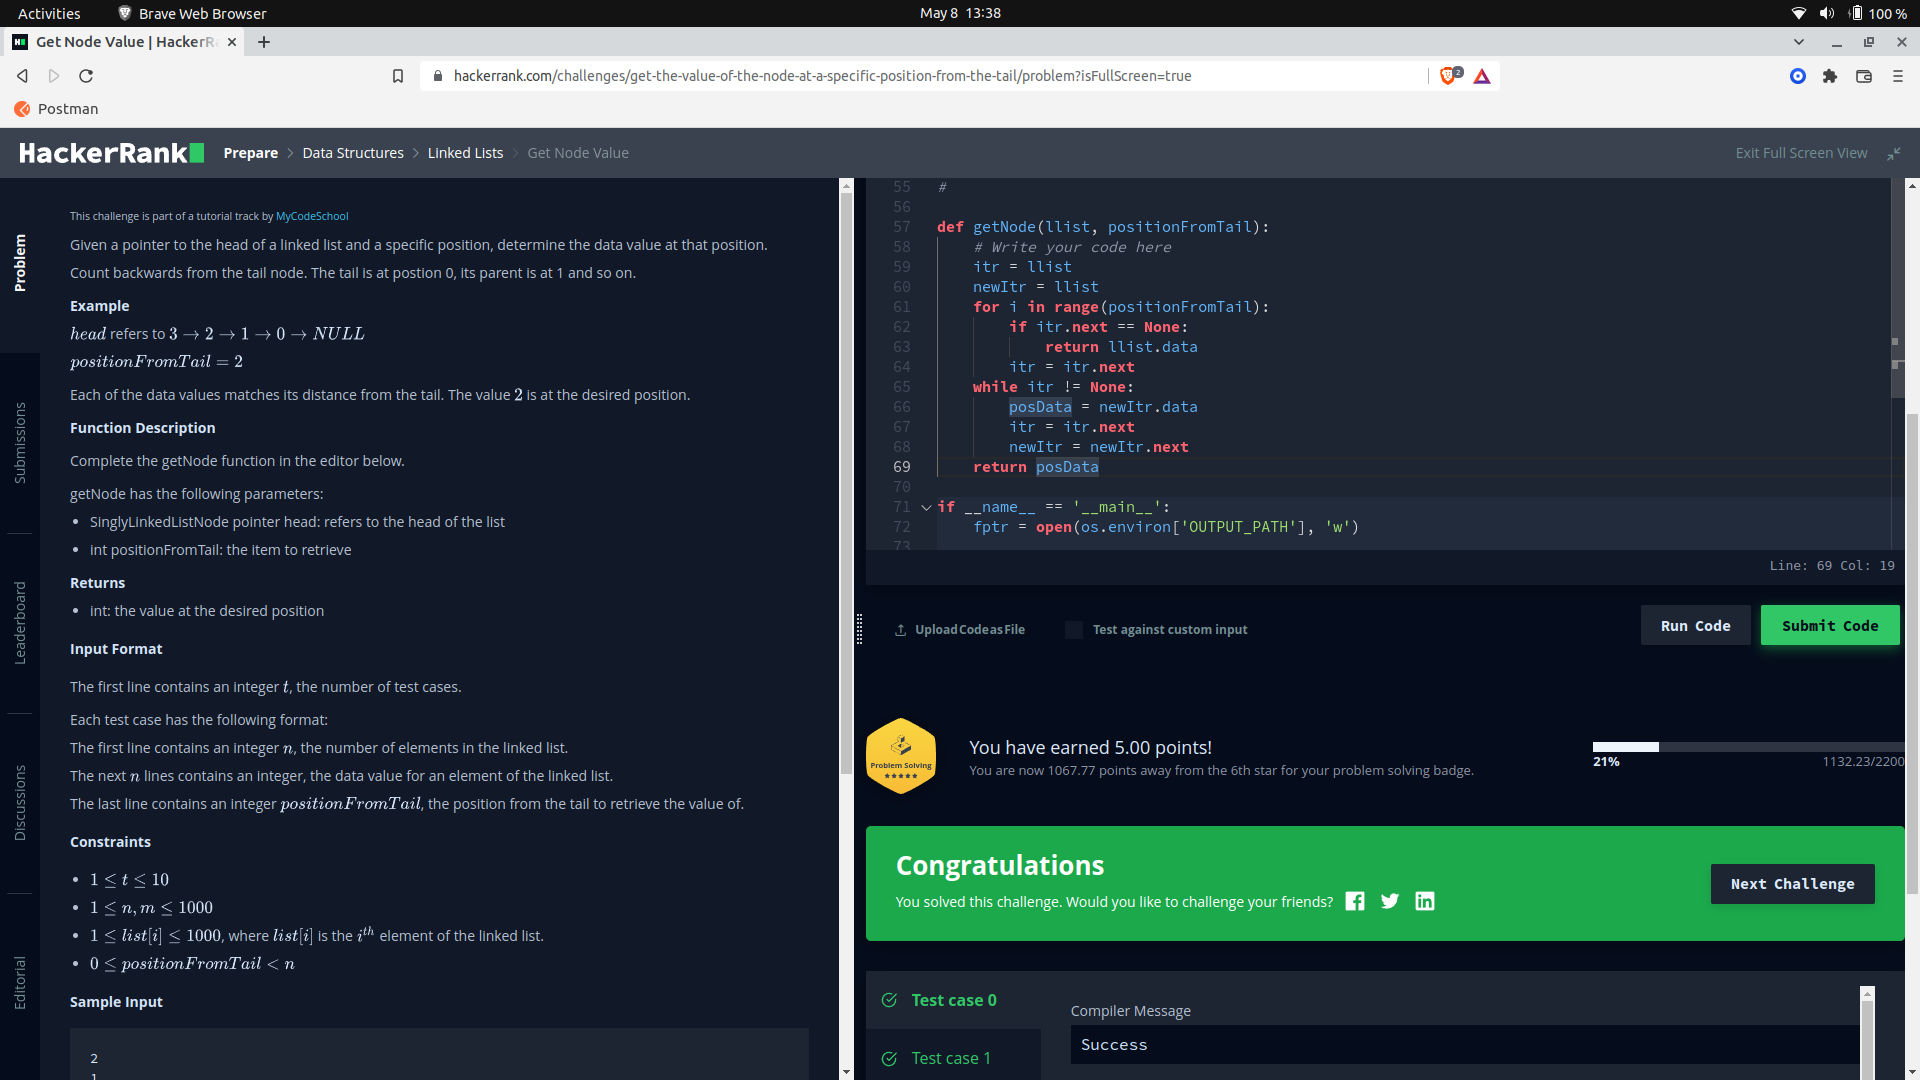 Activities
Brave Web Browser
May 8 13:38
100 %
Get Node Value | HackerR
hackerrank.com/challenges/get-the-value-of-the-node-at-a-specific-position-from-the-tail/problem?isFullScreen=true
2
Postman
HackerRank
Prepare > Data Structures > Linked Lists > Get Node Value
Exit Full Screen View
Problem
Submissions
Leaderboard
Discussions
Editorial
This challenge is part of a tutorial track by MyCodeSchool
Given a pointer to the head of a linked list and a specific position, determine the data value at that position.
Count backwards from the tail node. The tail is at postion 0, its parent is at 1 and so on.
Example
head refers to 3 → 2 → 1 → 0 → NULL
positionFromTail = 2
Each of the data values matches its distance from the tail. The value 2 is at the desired position.
Function Description
Complete the getNode function in the editor below.
getNode has the following parameters:
• SinglyLinkedListNode pointer head: refers to the head of the list
• int positionFromTail: the item to retrieve
Returns
• int: the value at the desired position
Input Format
The first line contains an integer t, the number of test cases.
Each test case has the following format:
The first line contains an integer n, the number of elements in the linked list.
The next n lines contains an integer, the data value for an element of the linked list.
The last line contains an integer positionFromTail, the position from the tail to retrieve the value of.
Constraints
• 1 ≤ t ≤ 10
• 1 ≤ n, m ≤ 1000
• 1 ≤ list[i] ≤ 1000, where list[i] is the i^th element of the linked list.
• 0 ≤ positionFromTail < n
Sample Input
2
1
55 #
56
57 def getNode(llist, positionFromTail):
58     # Write your code here
59     itr = llist
60     newItr = llist
61     for i in range(positionFromTail):
62         if itr.next == None:
63             return llist.data
64         itr = itr.next
65     while itr != None:
66         posData = newItr.data
67         itr = itr.next
68         newItr = newItr.next
69     return posData
70
71 if __name__ == '__main__':
72     fptr = open(os.environ['OUTPUT_PATH'], 'w')
73
Line: 69 Col: 19
Upload Code as File
Test against custom input
Run Code
Submit Code
Problem Solving
You have earned 5.00 points!
You are now 1067.77 points away from the 6th star for your problem solving badge.
21%
1132.23/2200
Congratulations
You solved this challenge. Would you like to challenge your friends?
Next Challenge
Test case 0
Test case 1
Compiler Message
Success